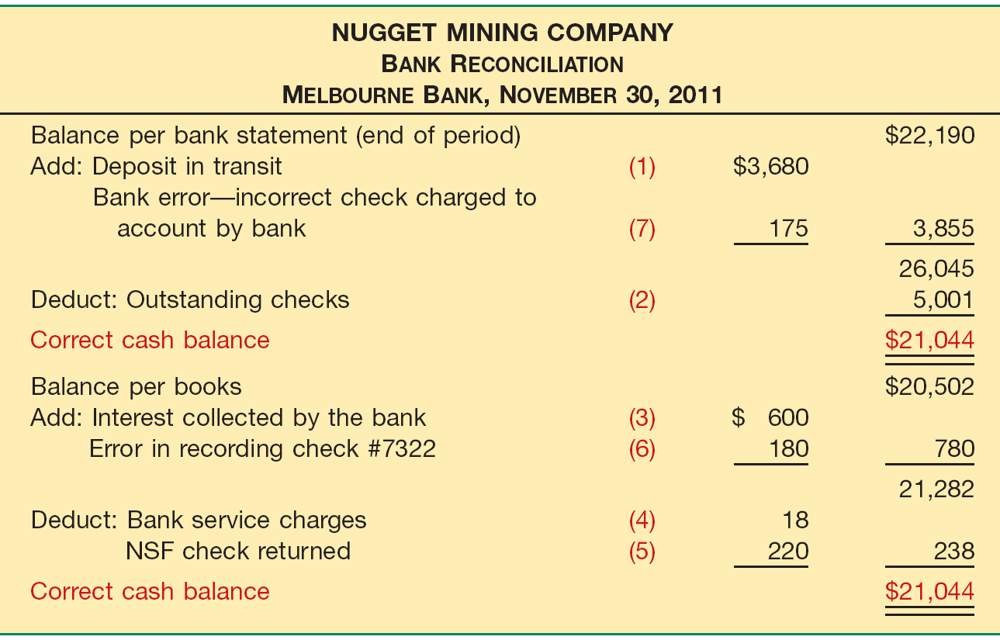 NUGGET MINING COMPANY
BANK RECONCILIATION
MELBOURNE BANK, NOVEMBER 30, 2011
Balance per bank statement (end of period) $22,190
Add: Deposit in transit (1) $3,680
Bank error—incorrect check charged to
account by bank (7) 175 3,855
26,045
Deduct: Outstanding checks (2) 5,001
Correct cash balance $21,044
Balance per books $20,502
Add: Interest collected by the bank (3) $ 600
Error in recording check #7322 (6) 180 780
21,282
Deduct: Bank service charges (4) 18
NSF check returned (5) 220 238
Correct cash balance $21,044